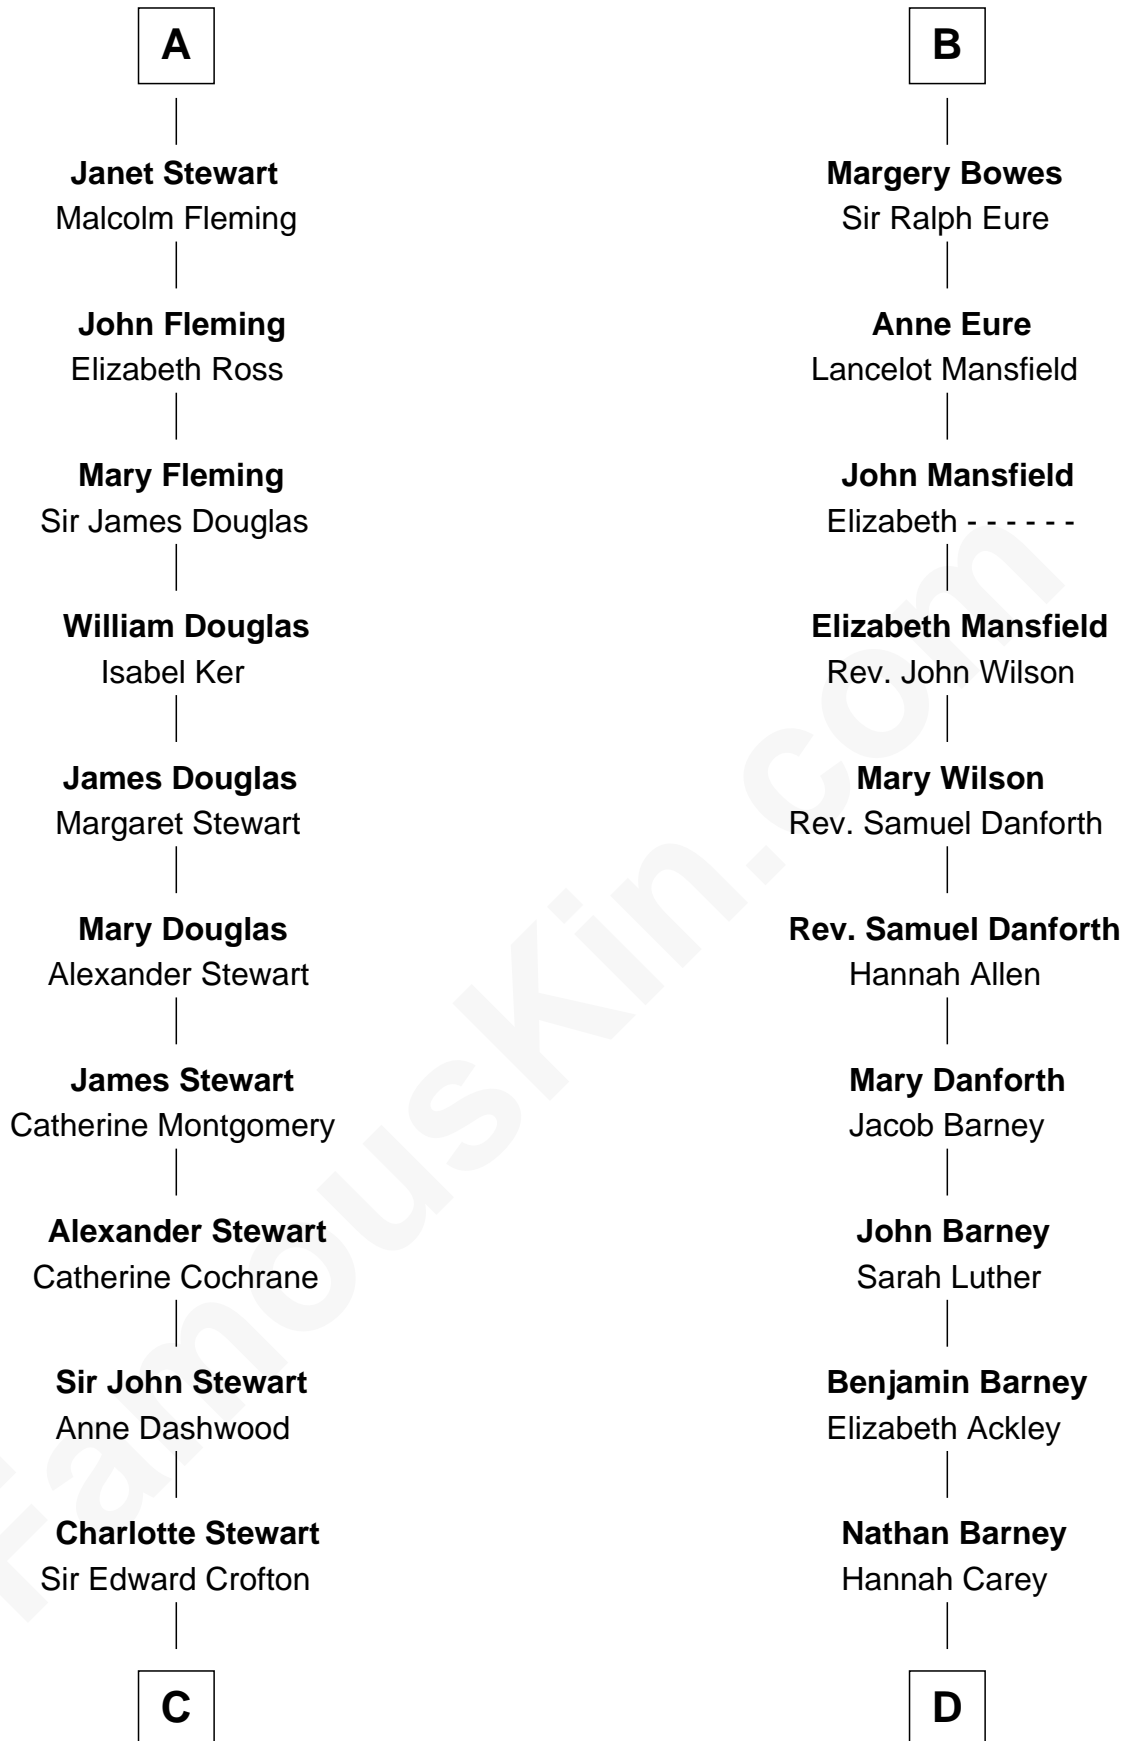 A
Janet Stewart
Malcolm Fleming
John Fleming
Elizabeth Ross
Mary Fleming
Sir James Douglas
William Douglas
Isabel Ker
James Douglas
Margaret Stewart
Mary Douglas
Alexander Stewart
James Stewart
Catherine Montgomery
Alexander Stewart
Catherine Cochrane
Sir John Stewart
Anne Dashwood
Charlotte Stewart
Sir Edward Crofton
C
B
Margery Bowes
Sir Ralph Eure
Anne Eure
Lancelot Mansfield
John Mansfield
Elizabeth - - - - - -
Elizabeth Mansfield
Rev. John Wilson
Mary Wilson
Rev. Samuel Danforth
Rev. Samuel Danforth
Hannah Allen
Mary Danforth
Jacob Barney
John Barney
Sarah Luther
Benjamin Barney
Elizabeth Ackley
Nathan Barney
Hannah Carey
D
FamousKin.com